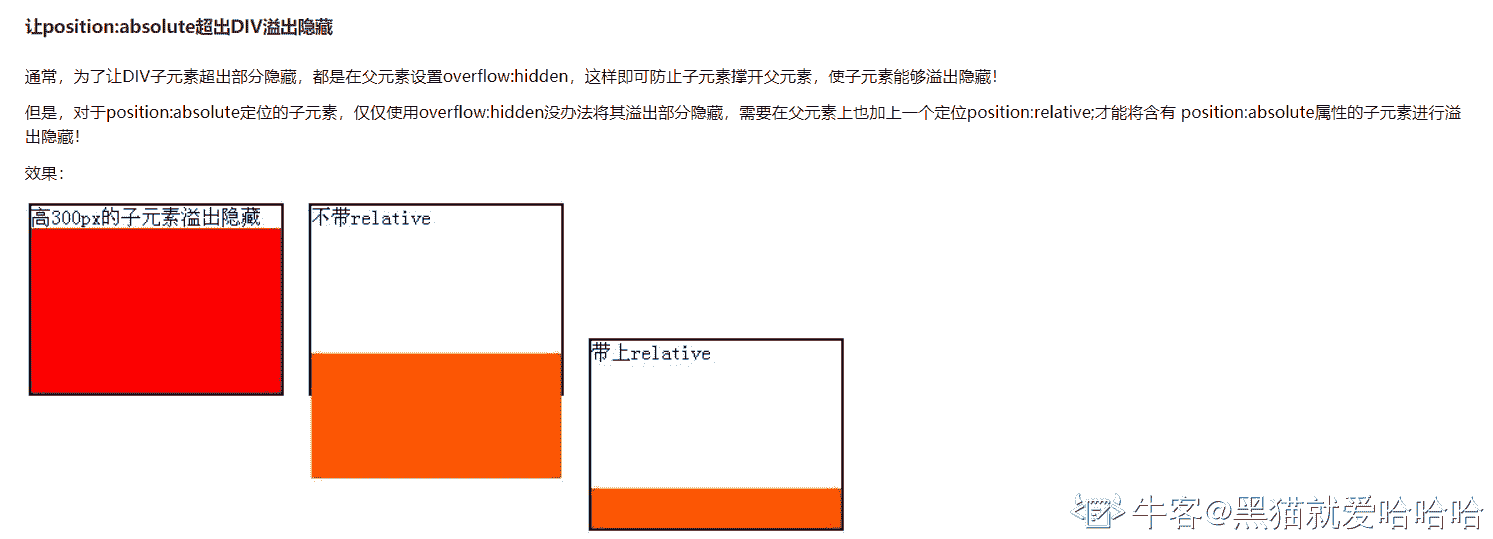 让position:absolute超出DIV溢出隐藏
通常，为了让DIV子元素超出部分隐藏，都是在父元素设置overflow:hidden，这样即可防止子元素撑开父元素，使子元素能够溢出隐藏！
但是，对于position:absolute定位的子元素，仅仅使用overflow:hidden没办法将其溢出部分隐藏，需要在父元素上也加上一个定位position:relative;才能将含有 position:absolute属性的子元素进行溢
出隐藏！
效果：
高300px的子元素溢出隐藏
不带relative
带上relative
牛客@黑猫就爱哈哈哈